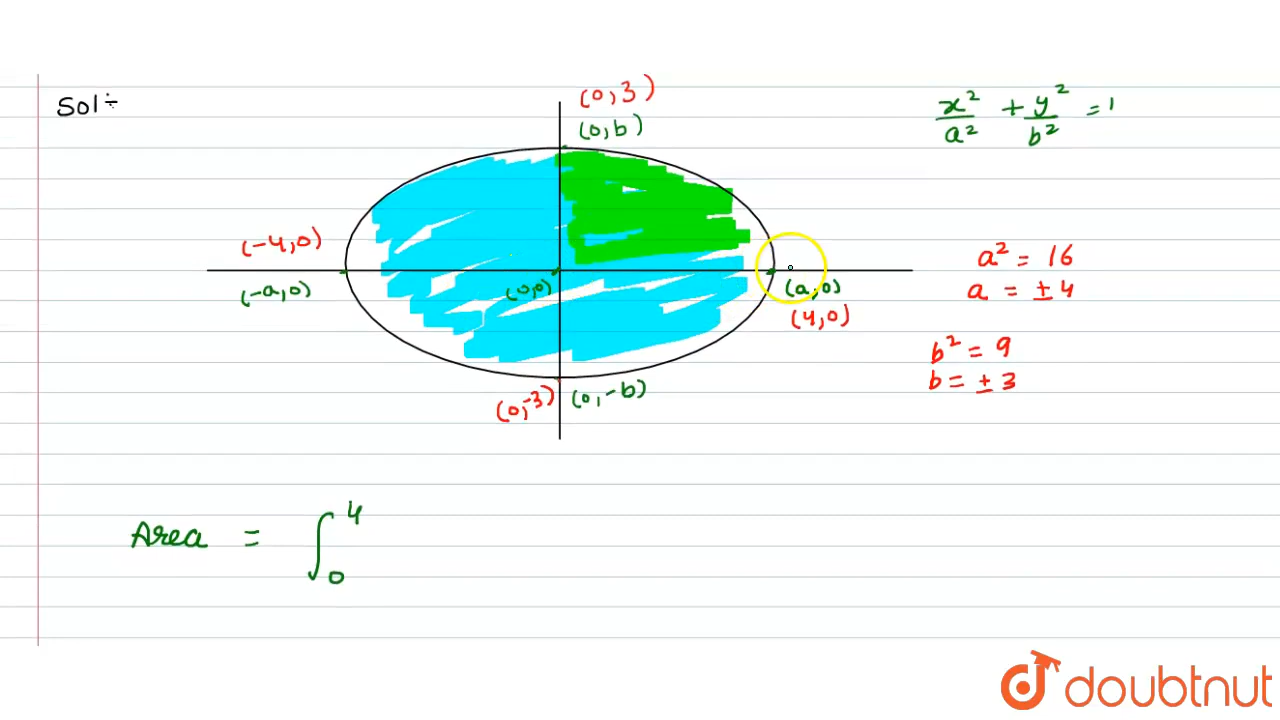 Sol÷
(0,3)
(0,b)
x²/a² + y²/b² = 1
(-4,0)
(-a,0)
(0,0)
(a,0)
(4,0)
a² = 16
a = ± 4
b² = 9
b = ± 3
(0,-3) (0,-b)
Area = ∫₀⁴
doubtnut